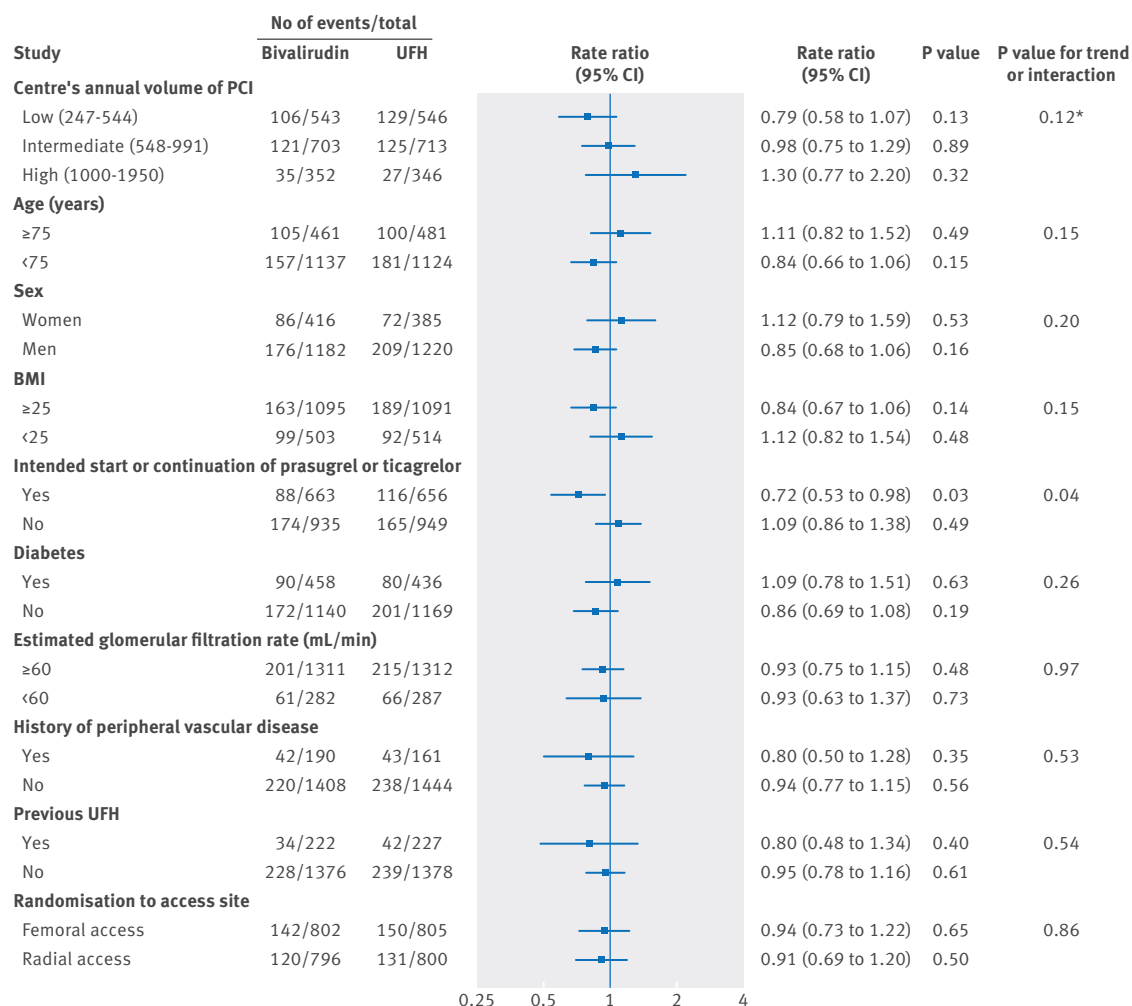 No of events/total
Study Bivalirudin UFH Rate ratio (95% CI) Rate ratio (95% CI) P value P value for trend or interaction
Centre's annual volume of PCI
Low (247-544) 106/543 129/546 0.79 (0.58 to 1.07) 0.13 0.12*
Intermediate (548-991) 121/703 125/713 0.98 (0.75 to 1.29) 0.89
High (1000-1950) 35/352 27/346 1.30 (0.77 to 2.20) 0.32
Age (years)
≥75 105/461 100/481 1.11 (0.82 to 1.52) 0.49 0.15
<75 157/1137 181/1124 0.84 (0.66 to 1.06) 0.15
Sex
Women 86/416 72/385 1.12 (0.79 to 1.59) 0.53 0.20
Men 176/1182 209/1220 0.85 (0.68 to 1.06) 0.16
BMI
≥25 163/1095 189/1091 0.84 (0.67 to 1.06) 0.14 0.15
<25 99/503 92/514 1.12 (0.82 to 1.54) 0.48
Intended start or continuation of prasugrel or ticagrelor
Yes 88/663 116/656 0.72 (0.53 to 0.98) 0.03 0.04
No 174/935 165/949 1.09 (0.86 to 1.38) 0.49
Diabetes
Yes 90/458 80/436 1.09 (0.78 to 1.51) 0.63 0.26
No 172/1140 201/1169 0.86 (0.69 to 1.08) 0.19
Estimated glomerular filtration rate (mL/min)
≥60 201/1311 215/1312 0.93 (0.75 to 1.15) 0.48 0.97
<60 61/282 66/287 0.93 (0.63 to 1.37) 0.73
History of peripheral vascular disease
Yes 42/190 43/161 0.80 (0.50 to 1.28) 0.35 0.53
No 220/1408 238/1444 0.94 (0.77 to 1.15) 0.56
Previous UFH
Yes 34/222 42/227 0.80 (0.48 to 1.34) 0.40 0.54
No 228/1376 239/1378 0.95 (0.78 to 1.16) 0.61
Randomisation to access site
Femoral access 142/802 150/805 0.94 (0.73 to 1.22) 0.65 0.86
Radial access 120/796 131/800 0.91 (0.69 to 1.20) 0.50
0.25 0.5 1 2 4